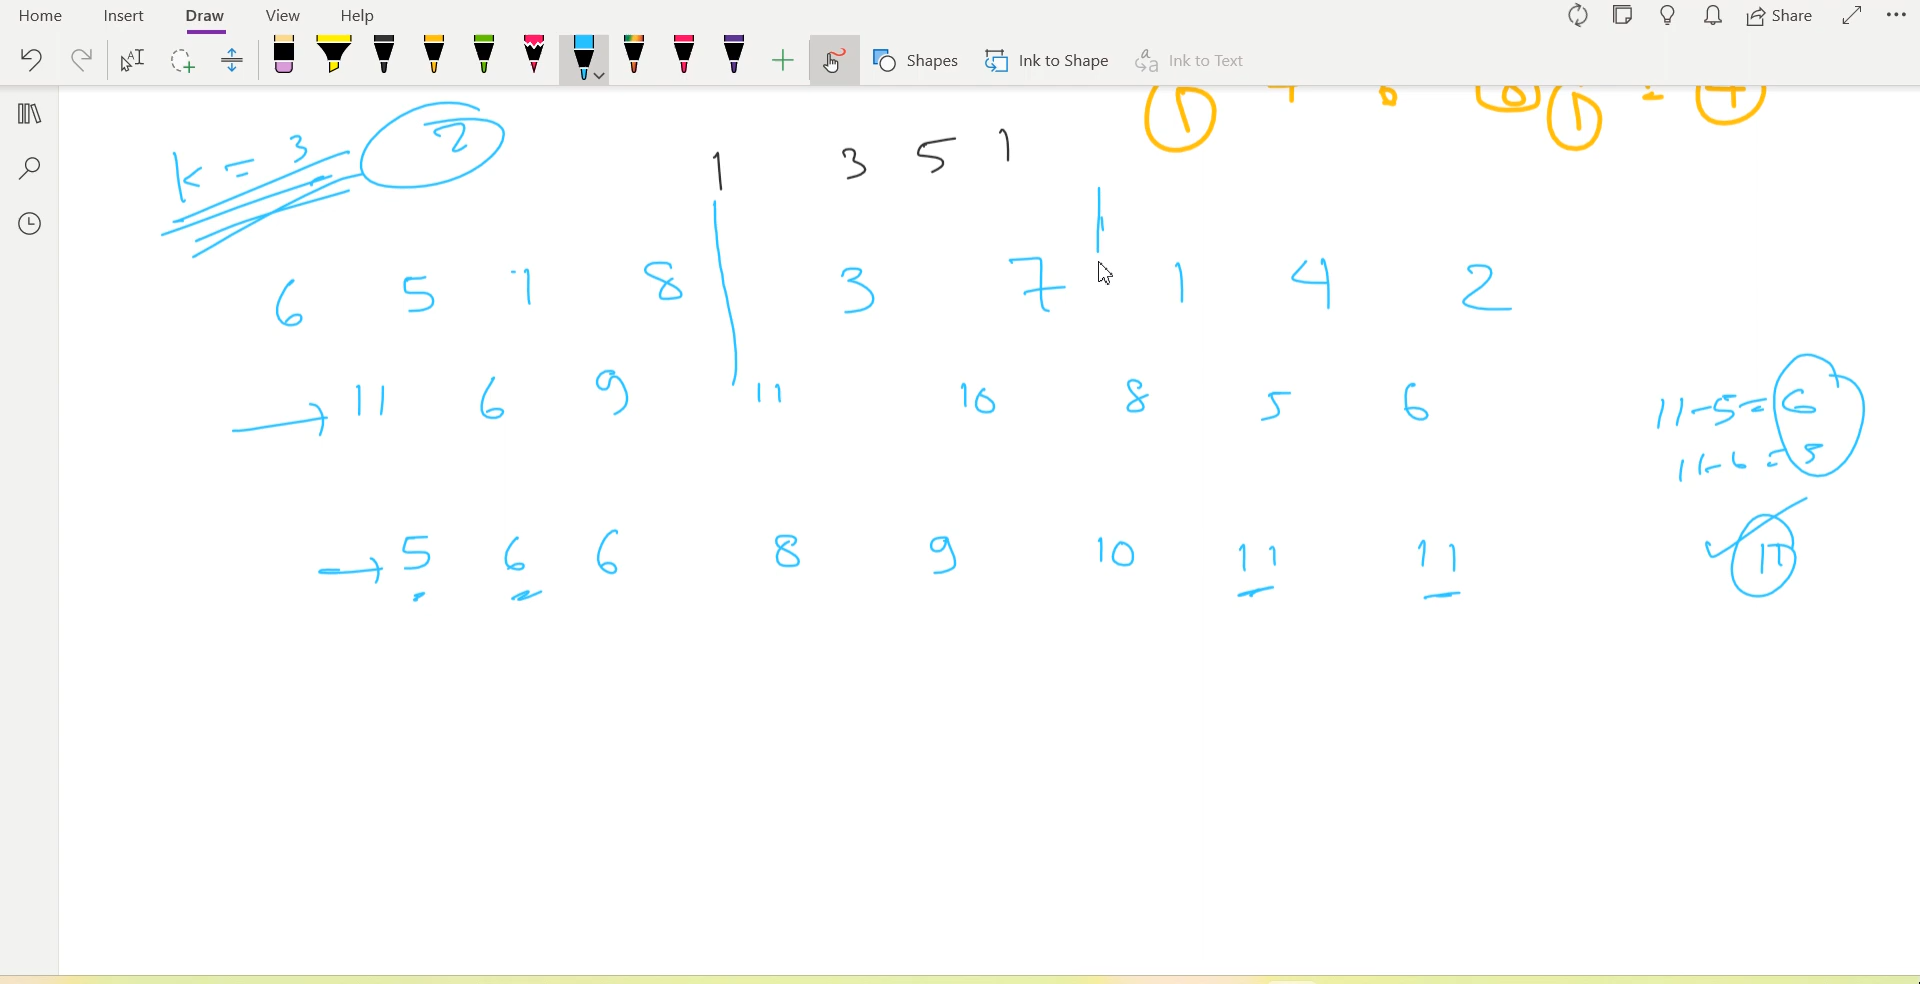 Home Insert Draw View Help Share
Shapes Ink to Shape Ink to Text
k = 3 2
1 3 5 1
6 5 1 8 3 7 1 4 2
11 6 9 11 10 8 5 6
11-5=6
11-6=5
5 6 6 8 9 10 11 11